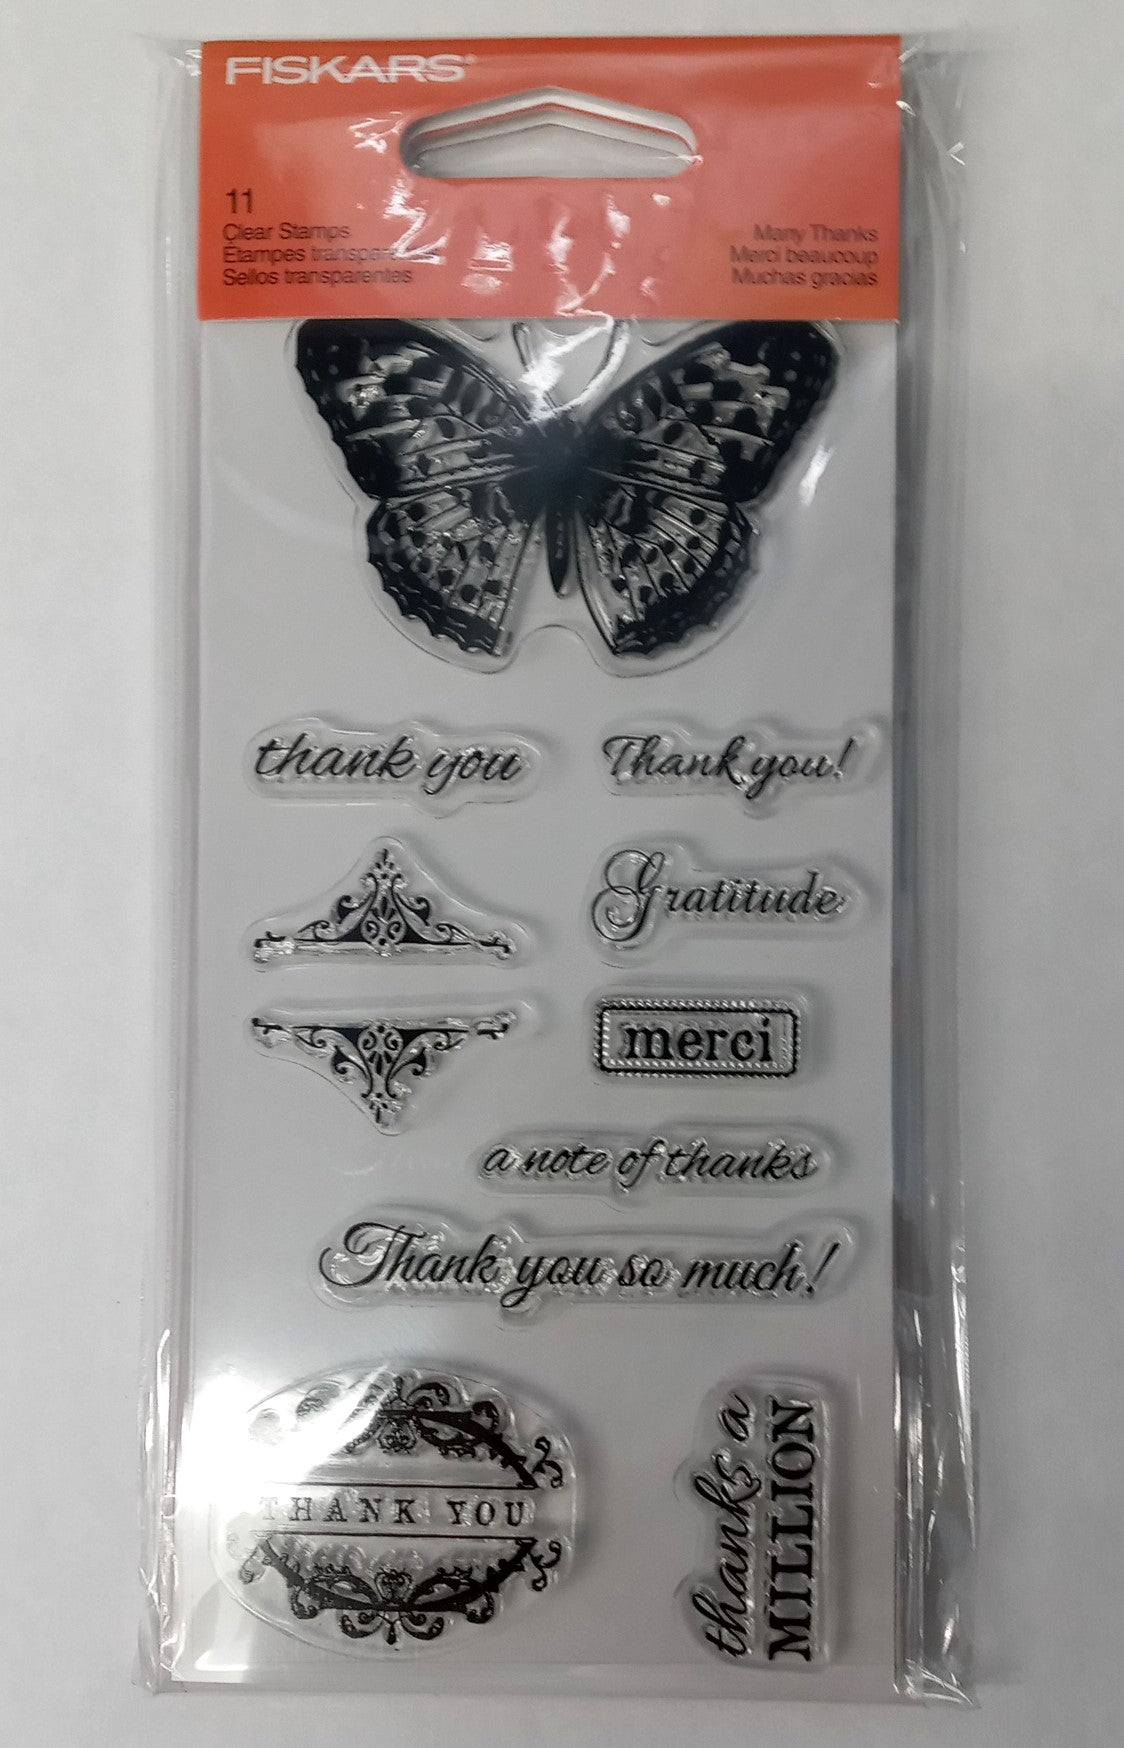 FISKARS®
11
Clear Stamps
Étampes transparentes
Sellos transparentes
Many Thanks
Merci beaucoup
Muchas gracias
thank you
Thank you!
Gratitude
merci
a note of thanks
Thank you so much!
THANK YOU
thanks a
MILLION